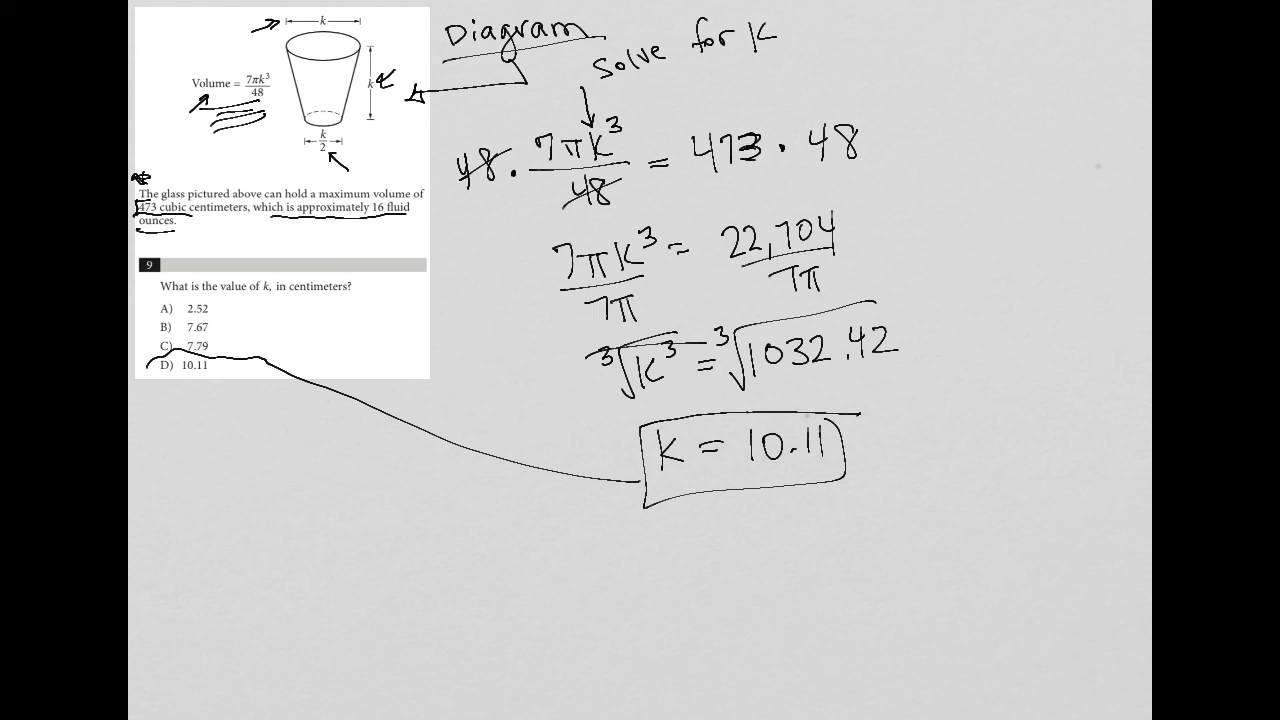 k
Volume = 7πk³/48
k
k/2
The glass pictured above can hold a maximum volume of
473 cubic centimeters, which is approximately 16 fluid
ounces.
9
What is the value of k, in centimeters?
A) 2.52
B) 7.67
C) 7.79
D) 10.11
Diagram
Solve for K
48 · 7πk³/48 = 473 · 48
7πk³/7π = 22,704/7π
³√k³ = ³√1032.42
k = 10.11